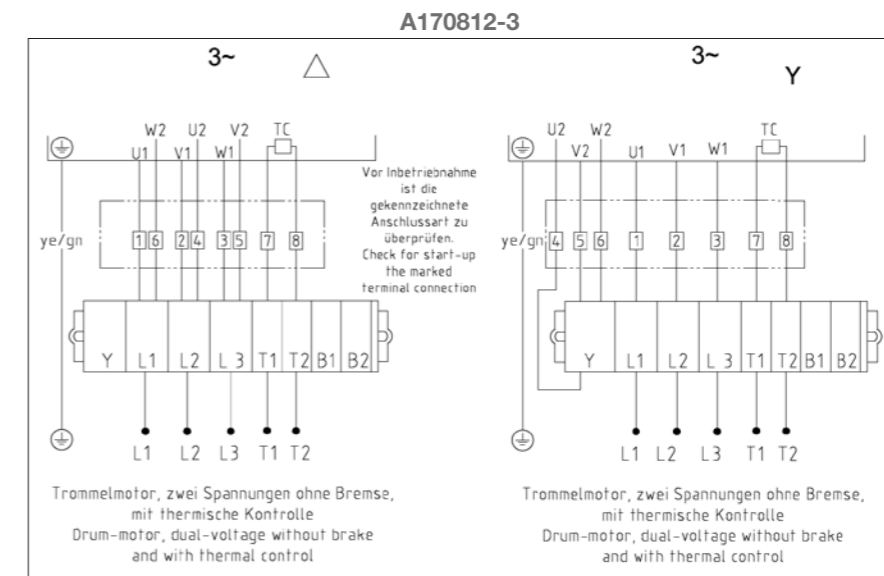 A170812-3
3~ △
W2 U2 V2 TC
U1 V1 W1
ye/gn
1 6 2 4 3 5 7 8
Y L1 L2 L 3 T1 T2 B1 B2
L1 L2 L3 T1 T2
Trommelmotor, zwei Spannungen ohne Bremse,
mit thermische Kontrolle
Drum-motor, dual-voltage without brake
and with thermal control
Vor Inbetriebnahme
ist die
gekennzeichnete
Anschlussart zu
überprüfen.
Check for start-up
the marked
terminal connection
3~ Y
U2 W2 TC
V2 U1 V1 W1
ye/gn
4 5 6 1 2 3 7 8
Y L1 L2 L 3 T1 T2 B1 B2
L1 L2 L3 T1 T2
Trommelmotor, zwei Spannungen ohne Bremse,
mit thermische Kontrolle
Drum-motor, dual-voltage without brake
and with thermal control